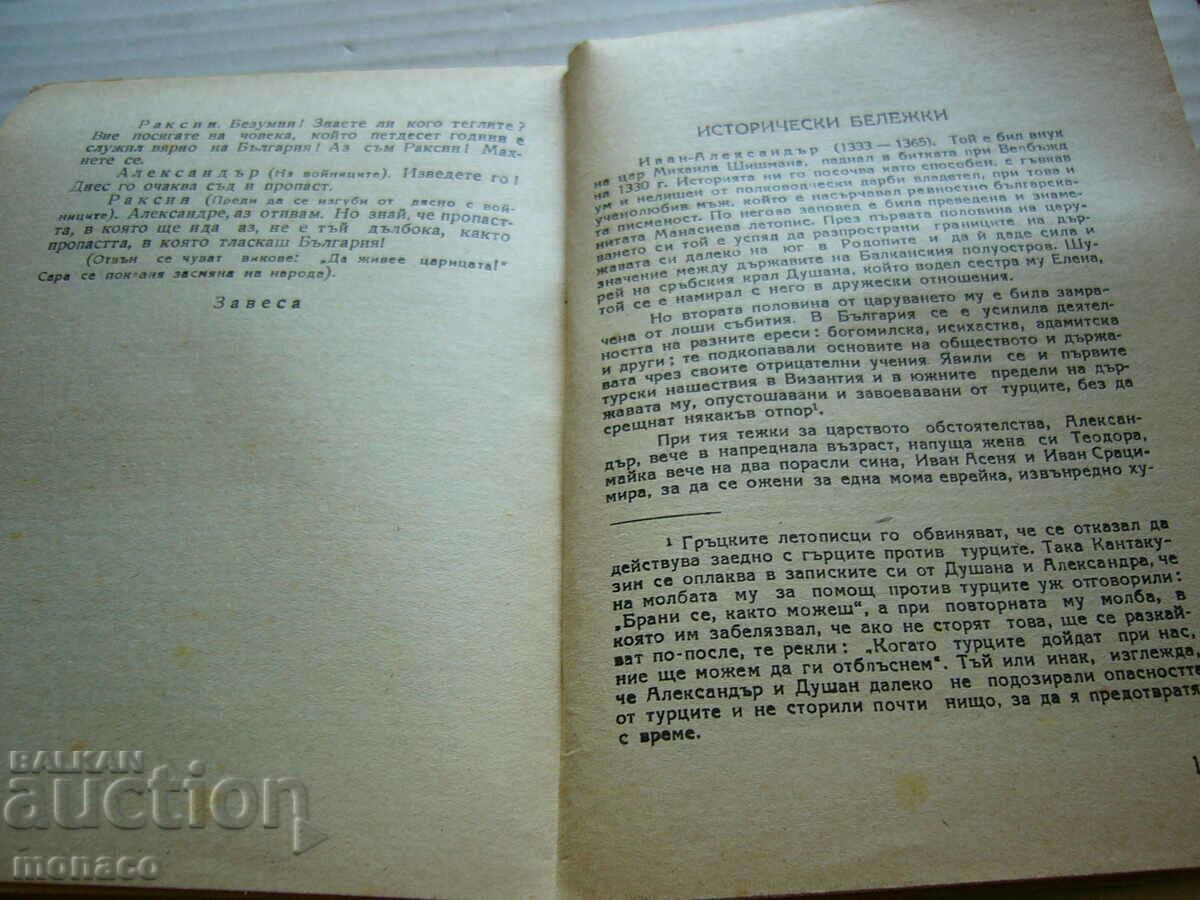 Раксин. Безумни! Знаете ли кого теглите?
Вие посягате на човека, който петдесет години е
служил вярно на България! Аз съм Раксин! Мах-
нете се.
Александър (На войниците). Изведете го!
Днес го очаква съд и пропаст.
Раксин (Преди да се изгуби от дясно с вой-
ниците). Александре, аз отивам. Но знай, че пропаст-
та, в която ще ида аз, не е тъй дълбока, както
пропастта, в която тласкаш България!
(Отвън се чуват викове: „Да живее царицата!“
Сара се покланя засмяна на народа).
Завеса
ИСТОРИЧЕСКИ БЕЛЕЖКИ
Иван-Александър (1333 — 1365). Той е бил внук
на цар Михаила Шишмана, паднал в битката при Велбъжд
на 1330 г. Историята ни го посочва като способен, с гъвкав
ум и нелишен от полководчески дарби владетел, при това и
ученолюбив мъж, който е насърчавал ревностно българска-
та писменост. По негова заповед е била преведена и знаме-
нитата Манасиева летопис. През първата половина на цару-
ването си той е успял да разпространи границите на дър-
жавата си далеко на юг в Родопите и да ѝ даде сила и
значение между държавите на Балканския полуостров. Шу-
рей на сръбския крал Душана, който водел сестра му Елена,
той се е намирал с него в дружески отношения.
Но втората половина от царуването му е била замра-
чена от лоши събития. В България се е усилила деятел-
ността на разните ереси: богомилска, исихастка, адамитска
и други; те подкопавали основите на обществото и държа-
вата чрез своите отрицателни учения. Явили се и първите
турски нашествия в Византия и в южните предели на дър-
жавата му, опустошавани и завоевавани от турците, без да
срещнат някакъв отпор¹.
При тия тежки за царството обстоятелства, Алексан-
дър, вече в напреднала възраст, напуща жена си Теодора,
майка вече на два порасли сина, Иван Асеня и Иван Сраци-
мира, за да се ожени за една мома еврейка, извънредно ху-
¹ Гръцките летописци го обвиняват, че се отказал да
действува заедно с гърците против турците. Така Кантаку-
зин се оплаква в записките си от Душана и Александра, че
на молбата му за помощ против турците уж отговорили:
„Брани се, както можеш“, а при повторната му молба, в
която им забелязвал, че ако не сторят това, ще се разкай-
ват по-после, те рекли: „Когато турците дойдат при нас,
ние ще можем да ги отблъснем“. Тъй или инак, изглежда,
че Александър и Душан далеко не подозирали опасността
от турците и не сторили почти нищо, за да я предотвратят
с време.
BALKAN
auction
monaco